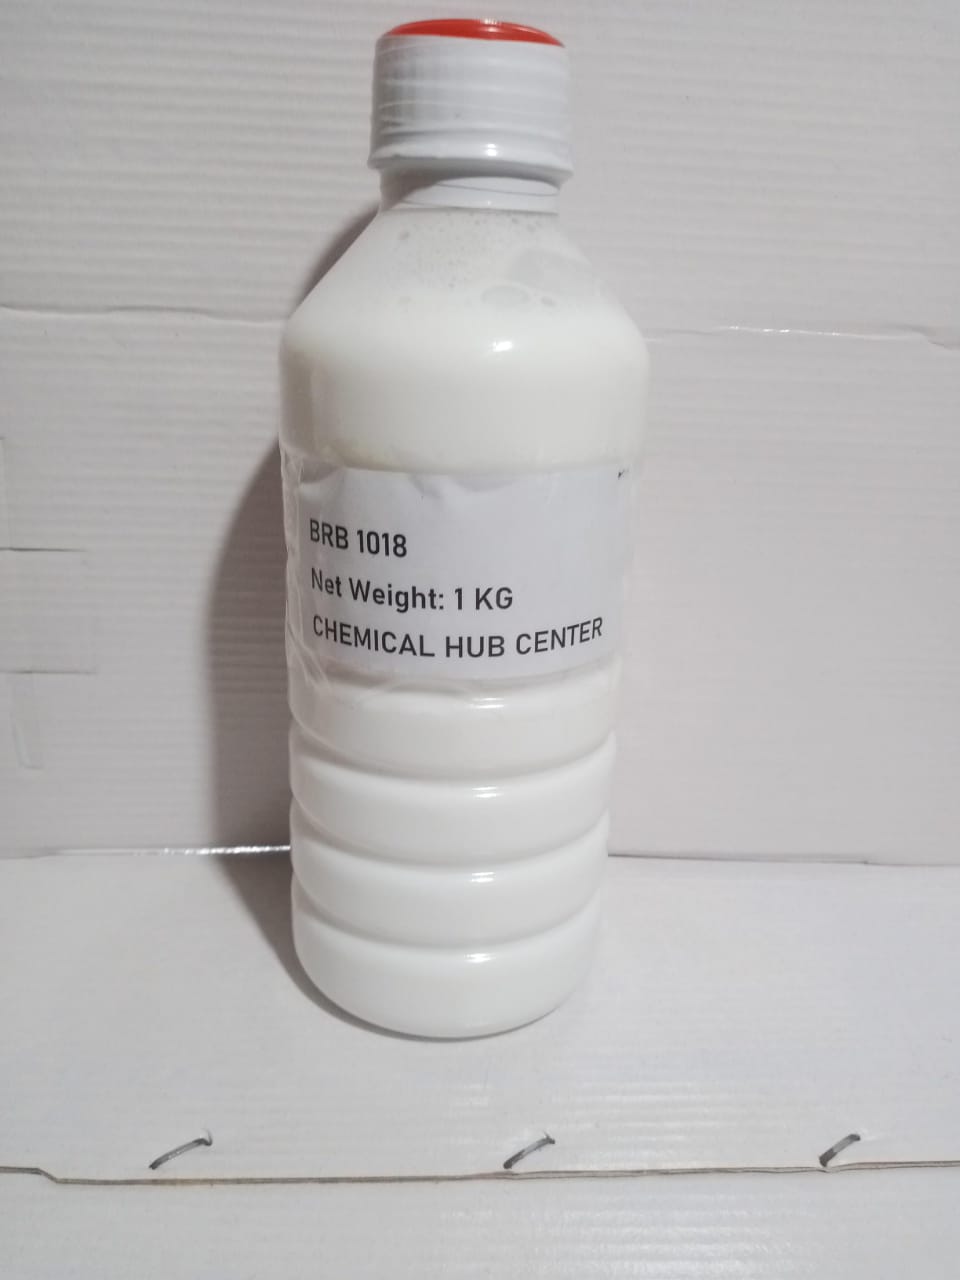 BRB 1018
Net Weight: 1 KG
CHEMICAL HUB CENTER